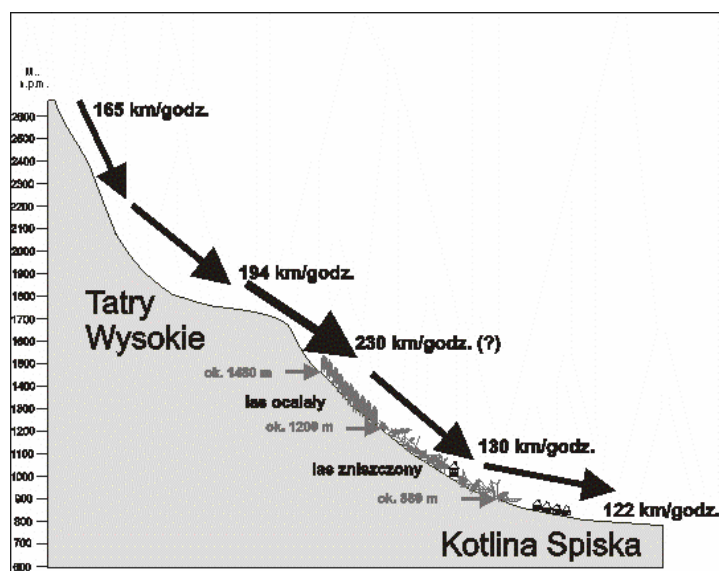 n.p.m.
165 km/godz.
2600
2500
2400
2300
2200
2100
2000
194 km/godz.
1900
1800
Tatry
Wysokie
1700
230 km/godz. (?)
1600
1500
ok. m
1400
las ocalały
1300
ok. 1200 m
1200
130 km/godz.
1100
las zniszczony
1000
ok. m
900
122 km/godz.
800
Kotlina Spiska
700
600